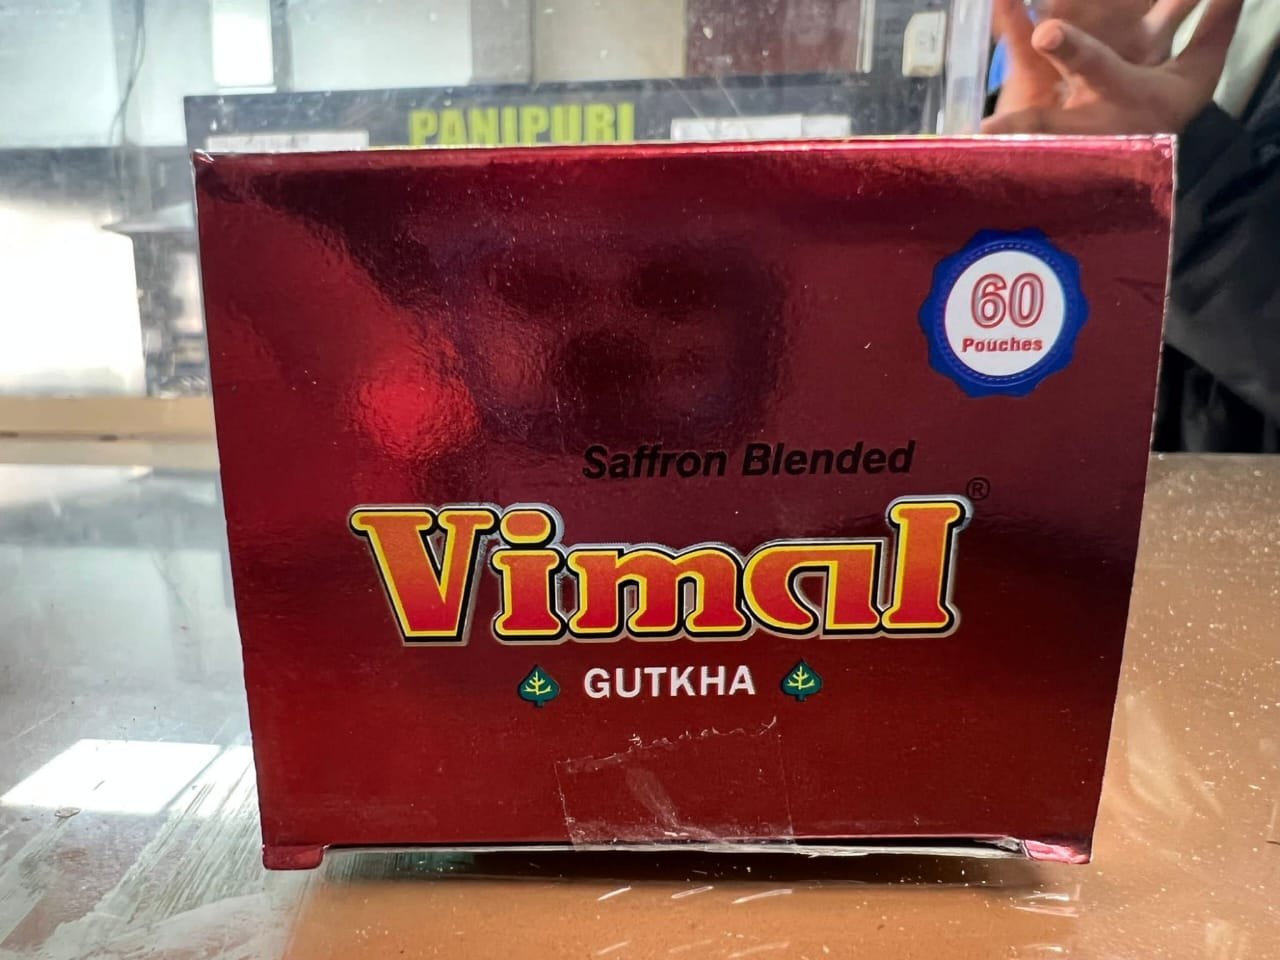 PANIPURI
60
Pouches
Saffron Blended
Vimal ®
GUTKHA